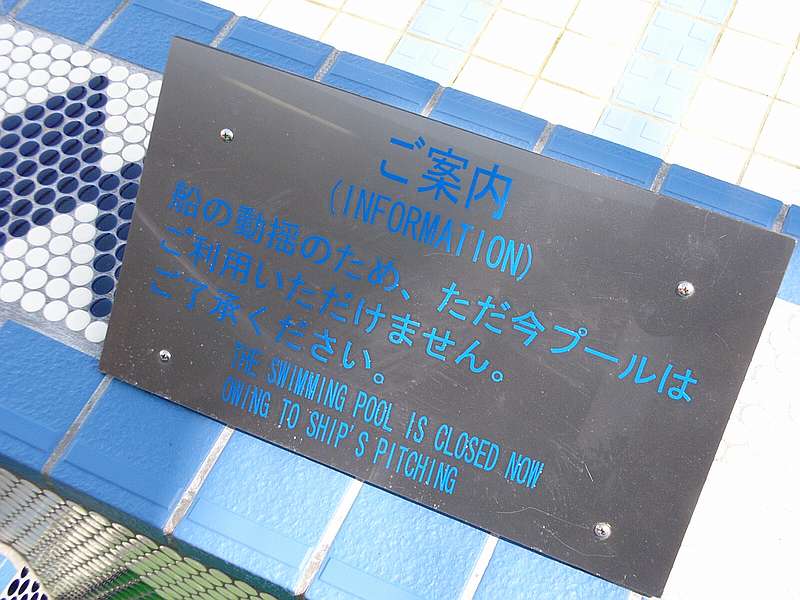 ご案内
(INFORMATION)
船の動揺のため、ただ今プールは
ご利用いただけません。
ご了承ください。
THE SWIMMING POOL IS CLOSED NOW
OWING TO SHIP'S PITCHING